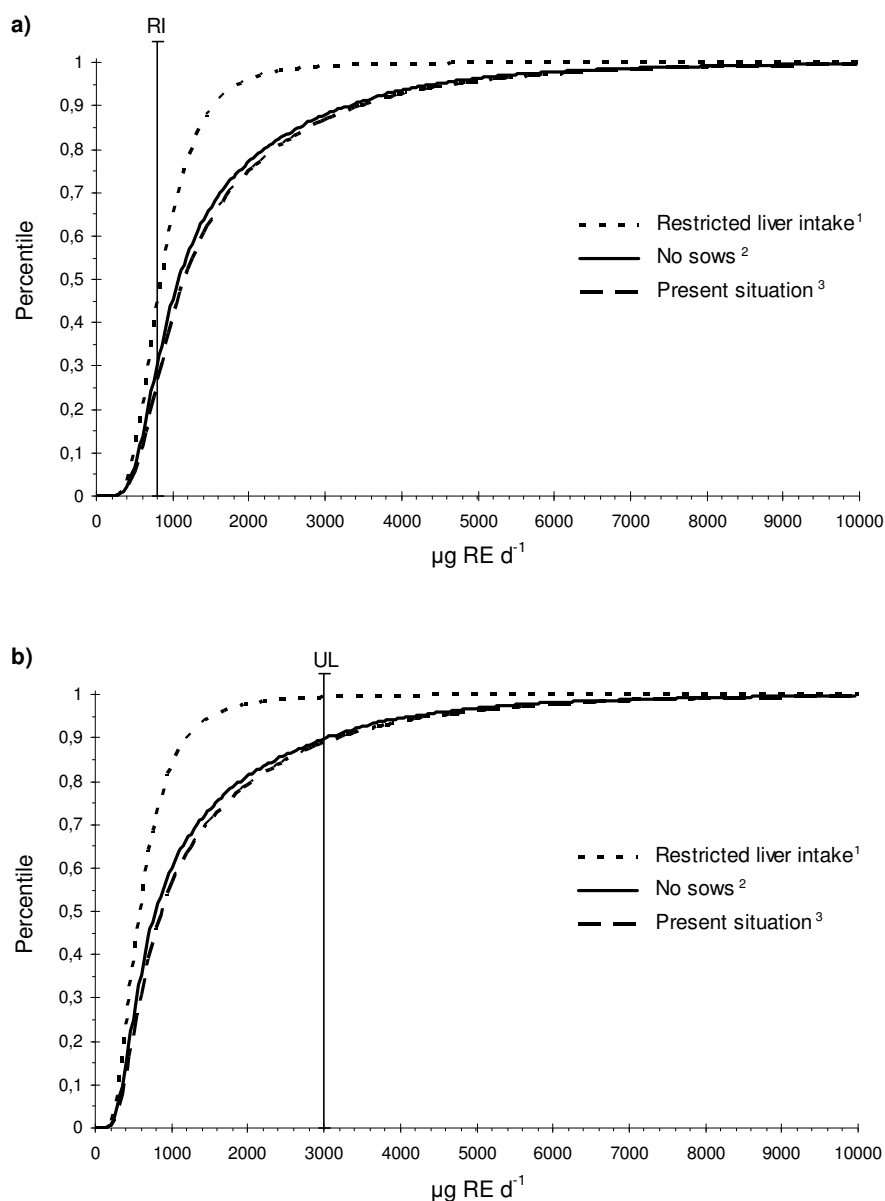 a)
RI
1
0,9
0,8
0,7
0,6
0,5
0,4
0,3
0,2
0,1
0
Percentile
Restricted liver intake¹
No sows ²
Present situation ³
0 1000 2000 3000 4000 5000 6000 7000 8000 9000 10000
µg RE d⁻¹
b)
UL
1
0,9
0,8
0,7
0,6
0,5
0,4
0,3
0,2
0,1
0
Percentile
Restricted liver intake¹
No sows ²
Present situation ³
0 1000 2000 3000 4000 5000 6000 7000 8000 9000 10000
µg RE d⁻¹